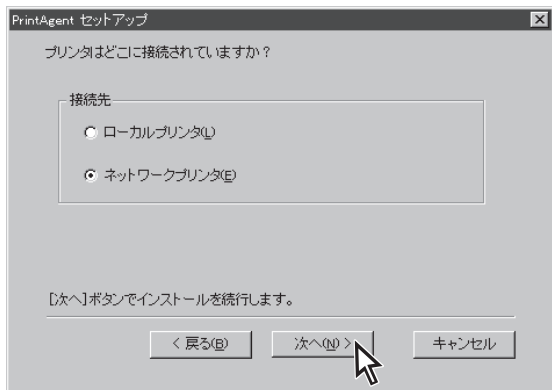 PrintAgent セットアップ
プリンタはどこに接続されていますか？
接続先
ローカルプリンタ(L)
ネットワークプリンタ(E)
[次へ]ボタンでインストールを続行します。
< 戻る(B)
次へ(N) >
キャンセル